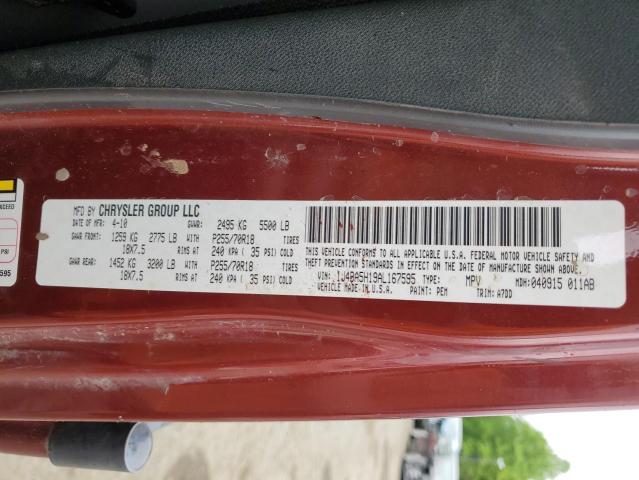 EXCEED
PSI
595
MFD BY CHRYSLER GROUP LLC
DATE OF MFR: 4-10 GVWR: 2495 KG 5500 LB
GAWR FRONT: 1259 KG 2775 LB P255/70R18 TIRES
18X7.5 RIMS AT 240 KPA ( 35 PSI) COLD
GAWR REAR: 1452 KG 3200 LB P255/70R18 TIRES
18X7.5 RIMS AT 240 KPA ( 35 PSI) COLD
THIS VEHICLE CONFORMS TO ALL APPLICABLE U.S.A. FEDERAL MOTOR VEHICLE SAFETY AND
THEFT PREVENTION STANDARDS IN EFFECT ON THE DATE OF MANUFACTURE SHOWN ABOVE.
VIN: 1J4BA5H19AL167595 TYPE: MPV MDH: 040915 011AB
VEHICLE MADE IN U.S.A. PAINT: PEM TRIM: A7DD